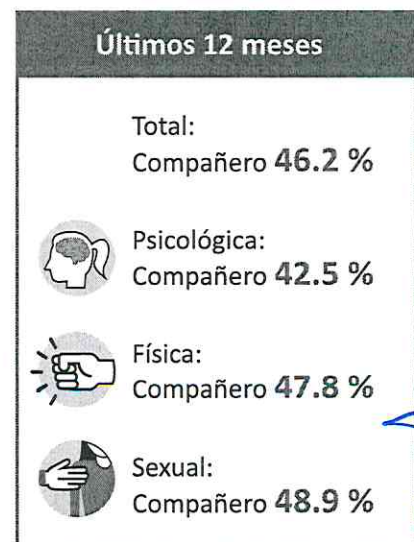 Últimos 12 meses
Total:
Compañero 46.2 %
Psicológica:
Compañero 42.5 %
Física:
Compañero 47.8 %
Sexual:
Compañero 48.9 %